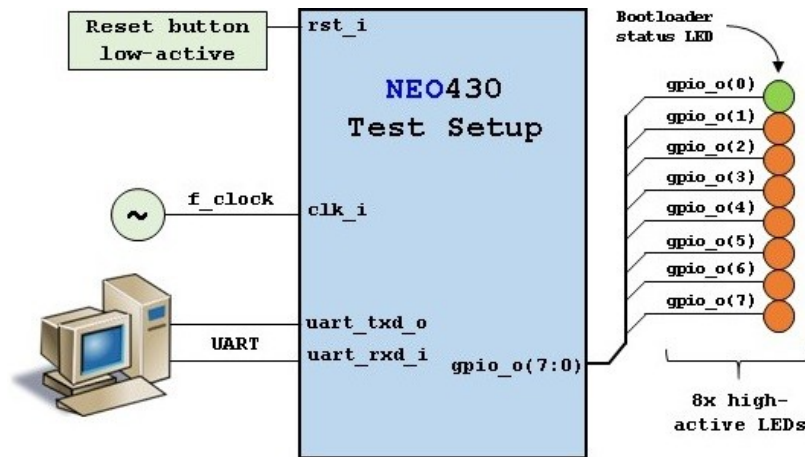 Reset button
low-active
rst_i
NEO430
Test Setup
Bootloader
status LED
gpio_o(0)
gpio_o(1)
gpio_o(2)
gpio_o(3)
gpio_o(4)
gpio_o(5)
gpio_o(6)
gpio_o(7)
~
f_clock
clk_i
uart_txd_o
UART
uart_rxd_i
gpio_o(7:0)
8x high-
active LEDs